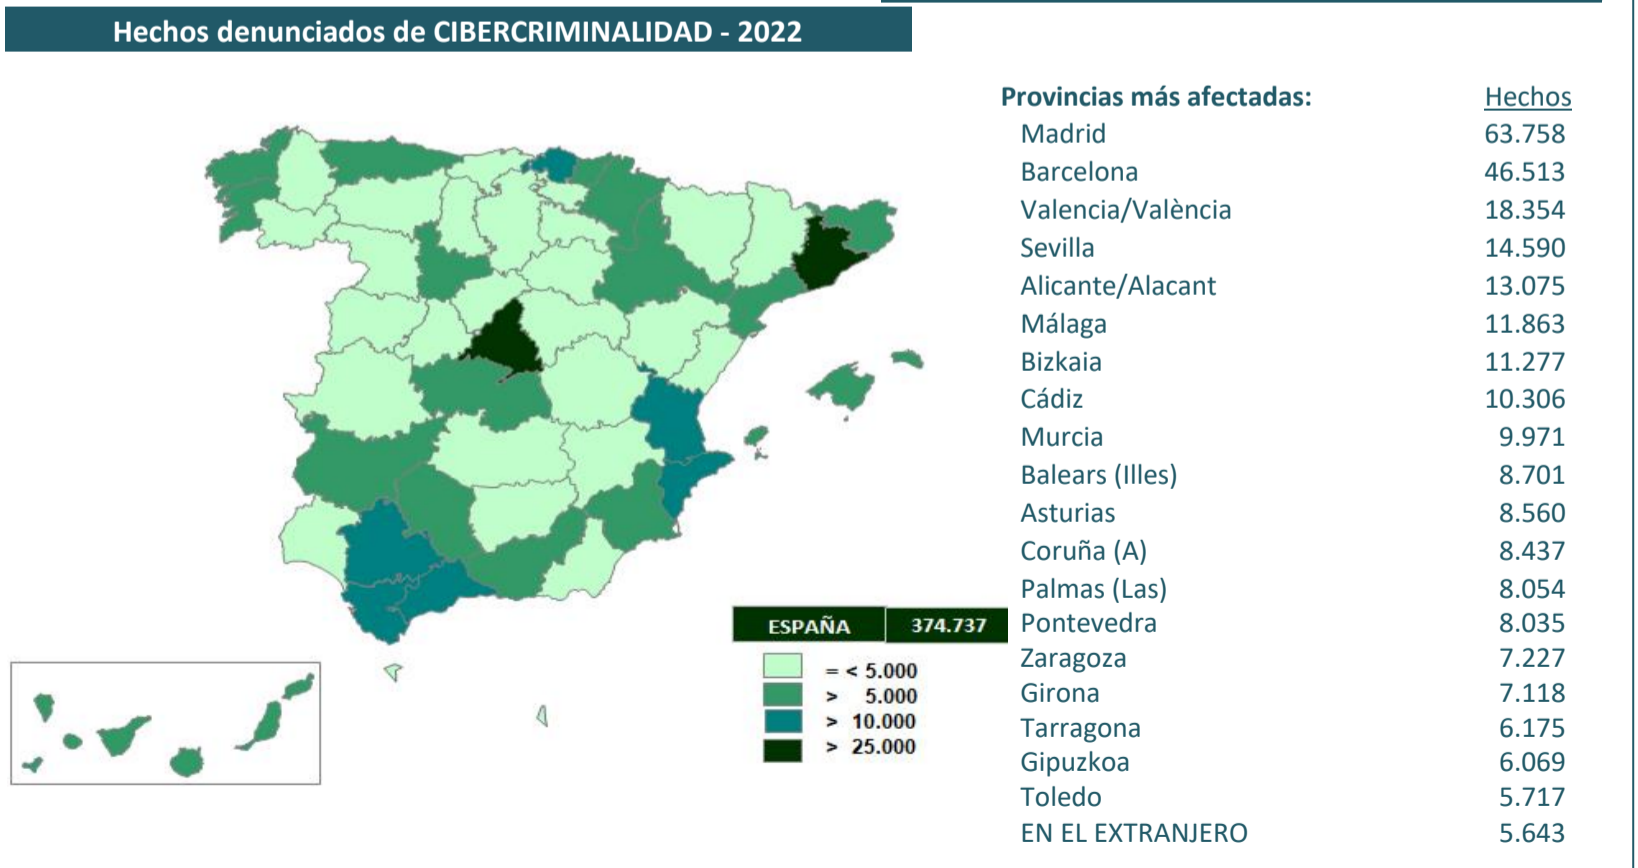 Hechos denunciados de CIBERCRIMINALIDAD - 2022
Provincias más afectadas: Hechos
Madrid 63.758
Barcelona 46.513
Valencia/València 18.354
Sevilla 14.590
Alicante/Alacant 13.075
Málaga 11.863
Bizkaia 11.277
Cádiz 10.306
Murcia 9.971
Balears (Illes) 8.701
Asturias 8.560
Coruña (A) 8.437
Palmas (Las) 8.054
Pontevedra 8.035
Zaragoza 7.227
Girona 7.118
Tarragona 6.175
Gipuzkoa 6.069
Toledo 5.717
EN EL EXTRANJERO 5.643
ESPAÑA 374.737
= < 5.000
> 5.000
> 10.000
> 25.000